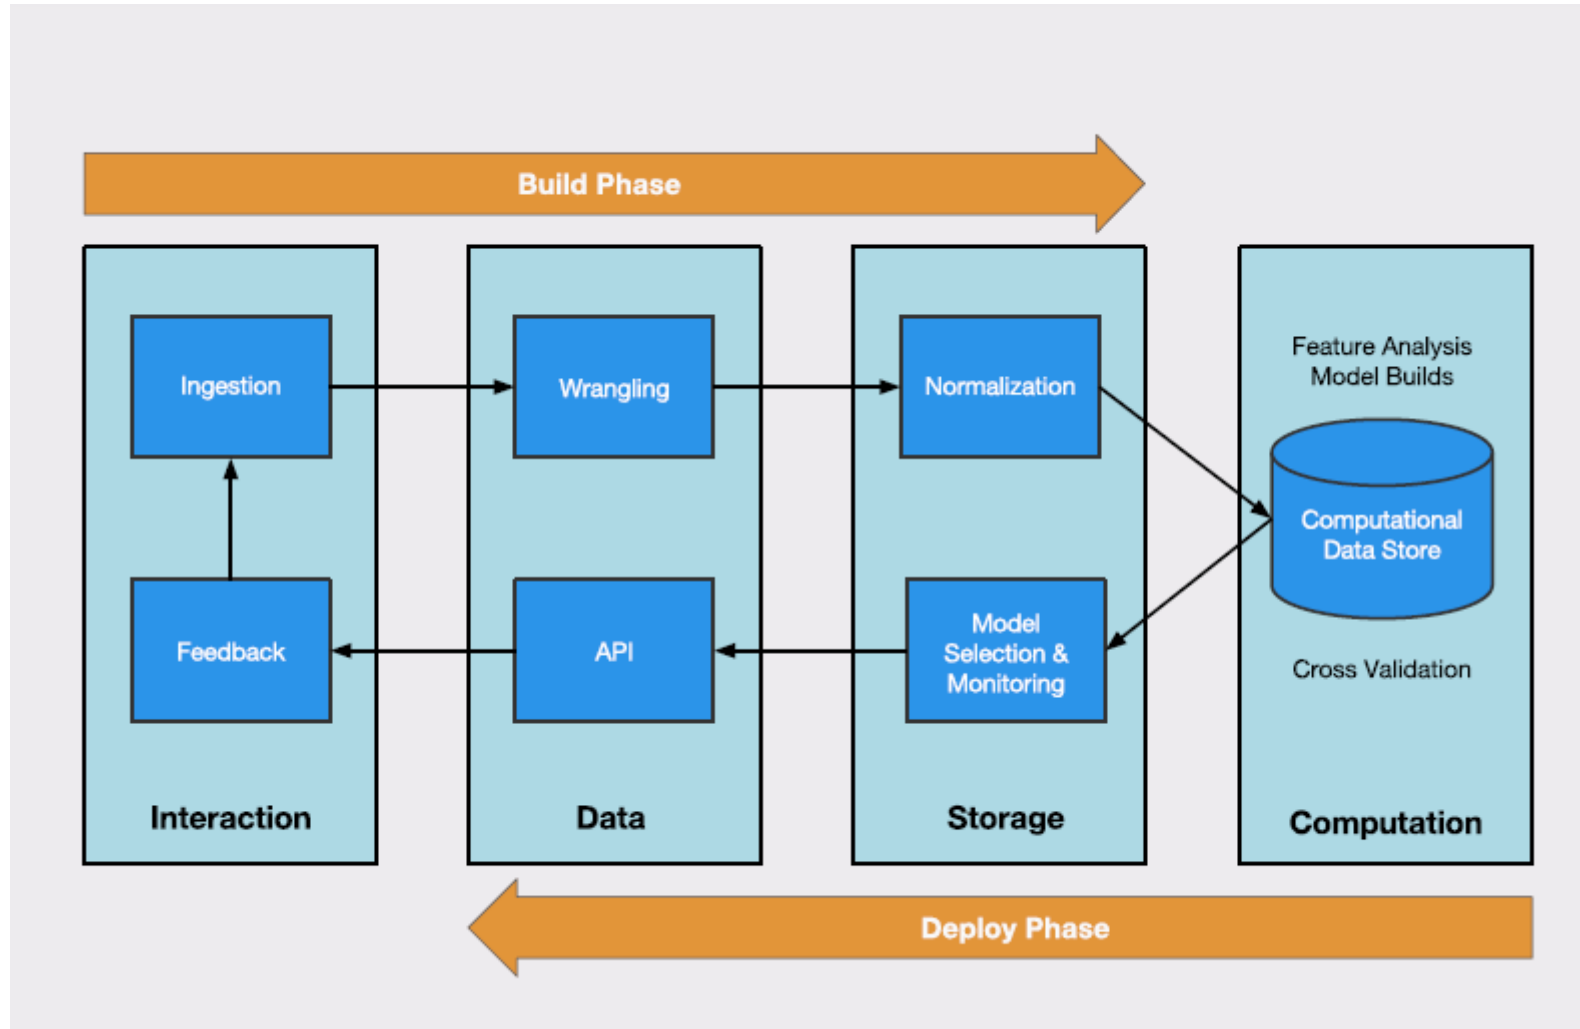 Build Phase
Ingestion
Wrangling
Normalization
Feature Analysis
Model Builds
Computational
Data Store
Feedback
API
Model
Selection &
Monitoring
Cross Validation
Interaction
Data
Storage
Computation
Deploy Phase